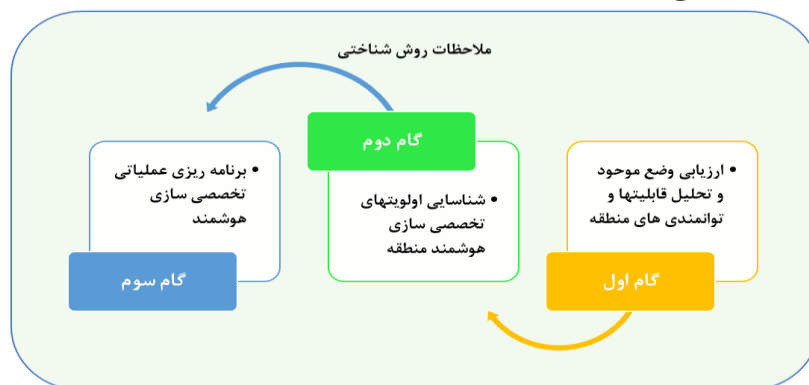 ملاحظات روش شناختی
• ارزیابی وضع موحود
و تحلیل قابلیتها و
توانمندی های منطقه
گام اول
گام دوم
• شناسایی اولویتهای
تخصصی سازی
هوشمند منطقه
• برنامه ریزی عملیاتی
تخصصی سازی
هوشمند
گام سوم